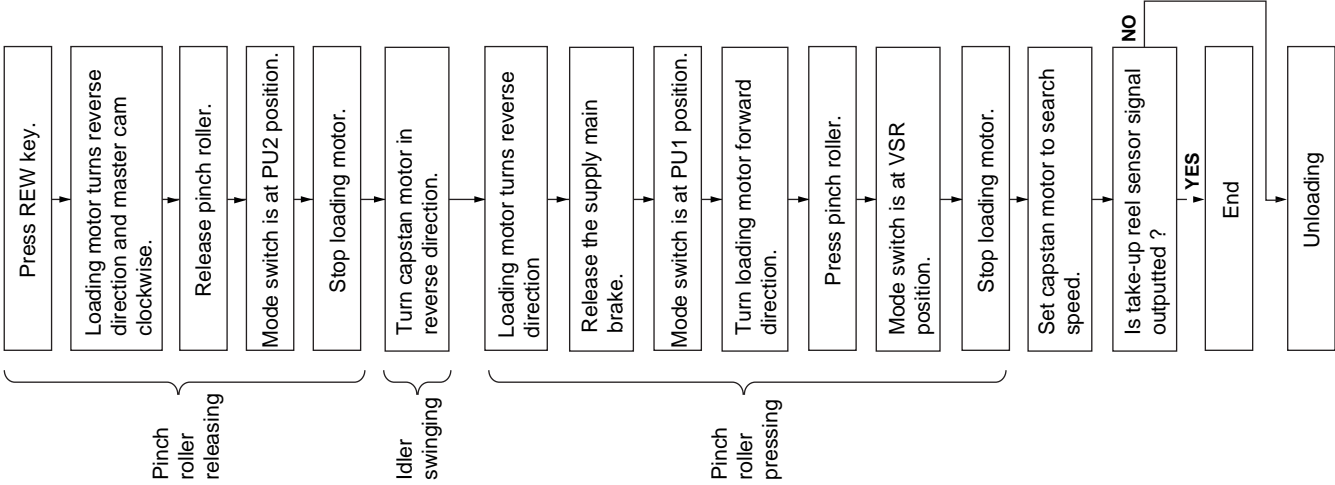 Press REW key.
Loading motor turns reverse
direction and master cam
clockwise.
Release pinch roller.
Mode switch is at PU2 position.
Stop loading motor.
Pinch
roller
releasing
Turn capstan motor in
reverse direction.
Idler
swinging
Loading motor turns reverse
direction
Release the supply main
brake.
Mode switch is at PU1 position.
Turn loading motor forward
direction.
Press pinch roller.
Mode switch is at VSR
position.
Stop loading motor.
Pinch
roller
pressing
Set capstan motor to search
speed.
Is take-up reel sensor signal
outputted ?
NO
YES
End
Unloading